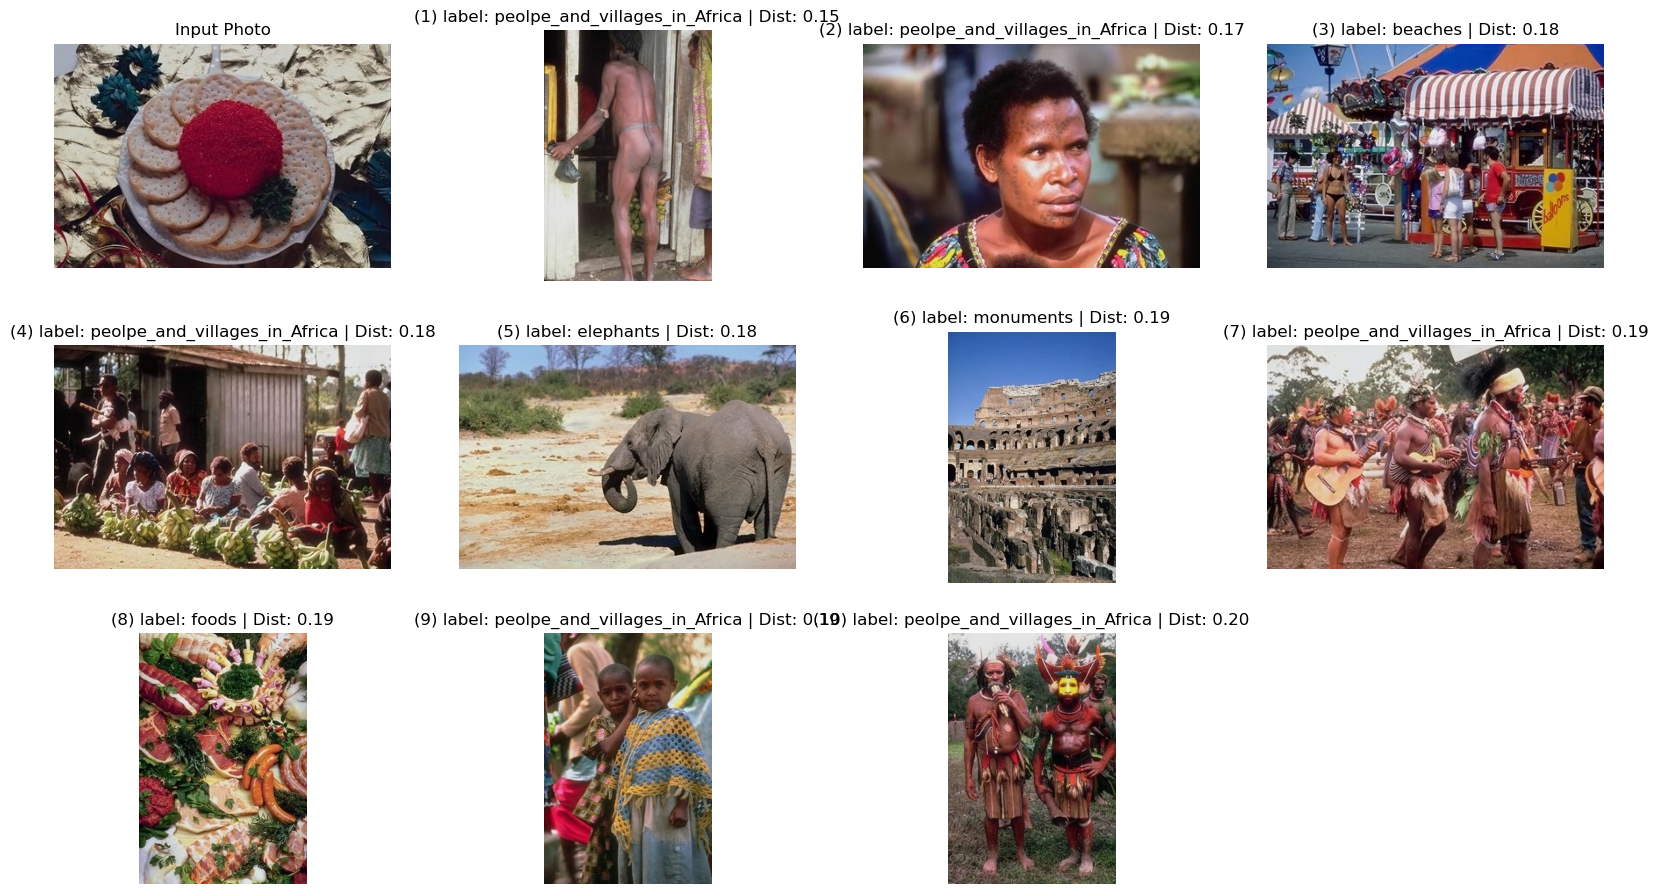 Input Photo
(1) label: peolpe_and_villages_in_Africa | Dist: 0.15
(2) label: peolpe_and_villages_in_Africa | Dist: 0.17
(3) label: beaches | Dist: 0.18
balloons
(4) label: peolpe_and_villages_in_Africa | Dist: 0.18
(5) label: elephants | Dist: 0.18
(6) label: monuments | Dist: 0.19
(7) label: peolpe_and_villages_in_Africa | Dist: 0.19
(8) label: foods | Dist: 0.19
(9) label: peolpe_and_villages_in_Africa | Dist:
(10) label: peolpe_and_villages_in_Africa | Dist: 0.20